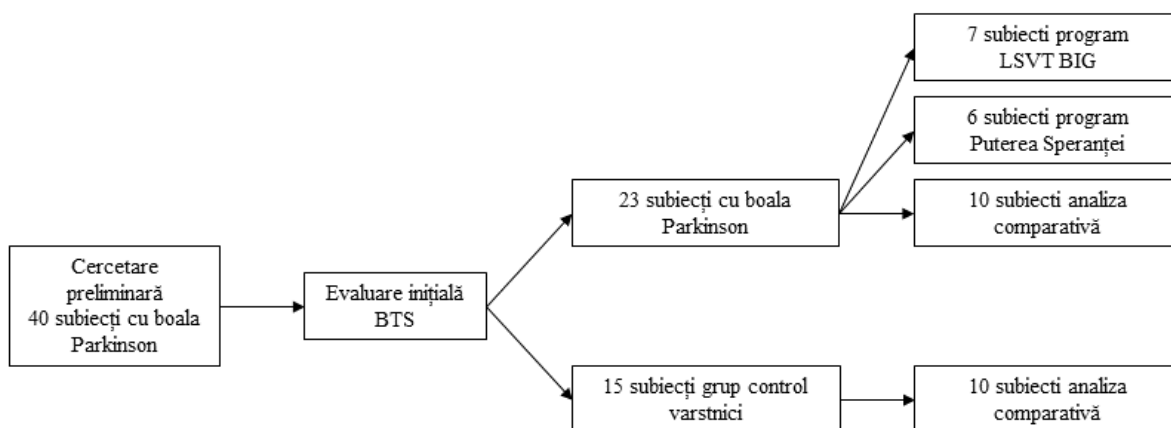 Cercetare
preliminară
40 subiecți cu boala
Parkinson
Evaluare inițială
BTS
23 subiecți cu boala
Parkinson
15 subiecți grup control
varstnici
7 subiecti program
LSVT BIG
6 subiecti program
Puterea Speranței
10 subiecti analiza
comparativă
10 subiecti analiza
comparativă